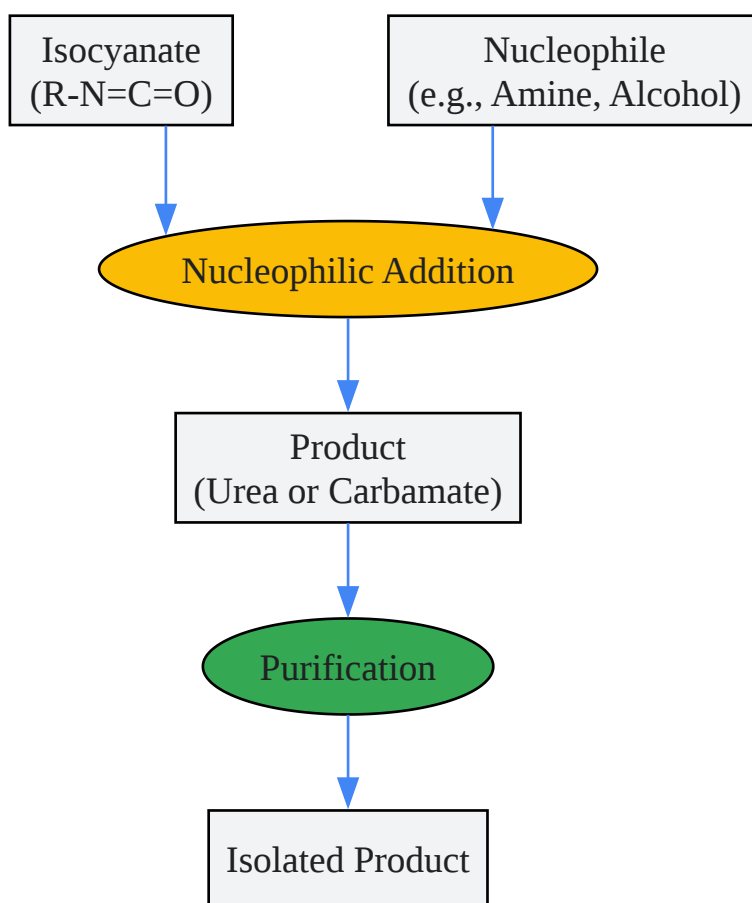 Isocyanate
(R-N=C=O)
Nucleophile
(e.g., Amine, Alcohol)
Nucleophilic Addition
Product
(Urea or Carbamate)
Purification
Isolated Product